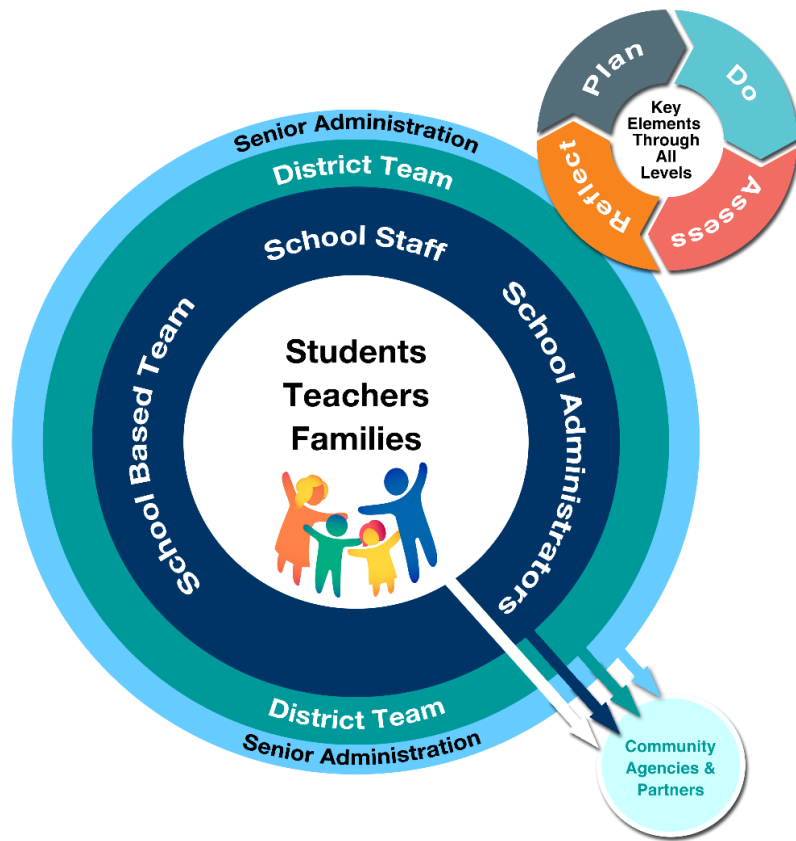 Plan
Do
Assess
Reflect
Key
Elements
Through
All
Levels
Senior Administration
District Team
School Staff
School Based Team
School Administrators
Students
Teachers
Families
District Team
Senior Administration
Community
Agencies &
Partners